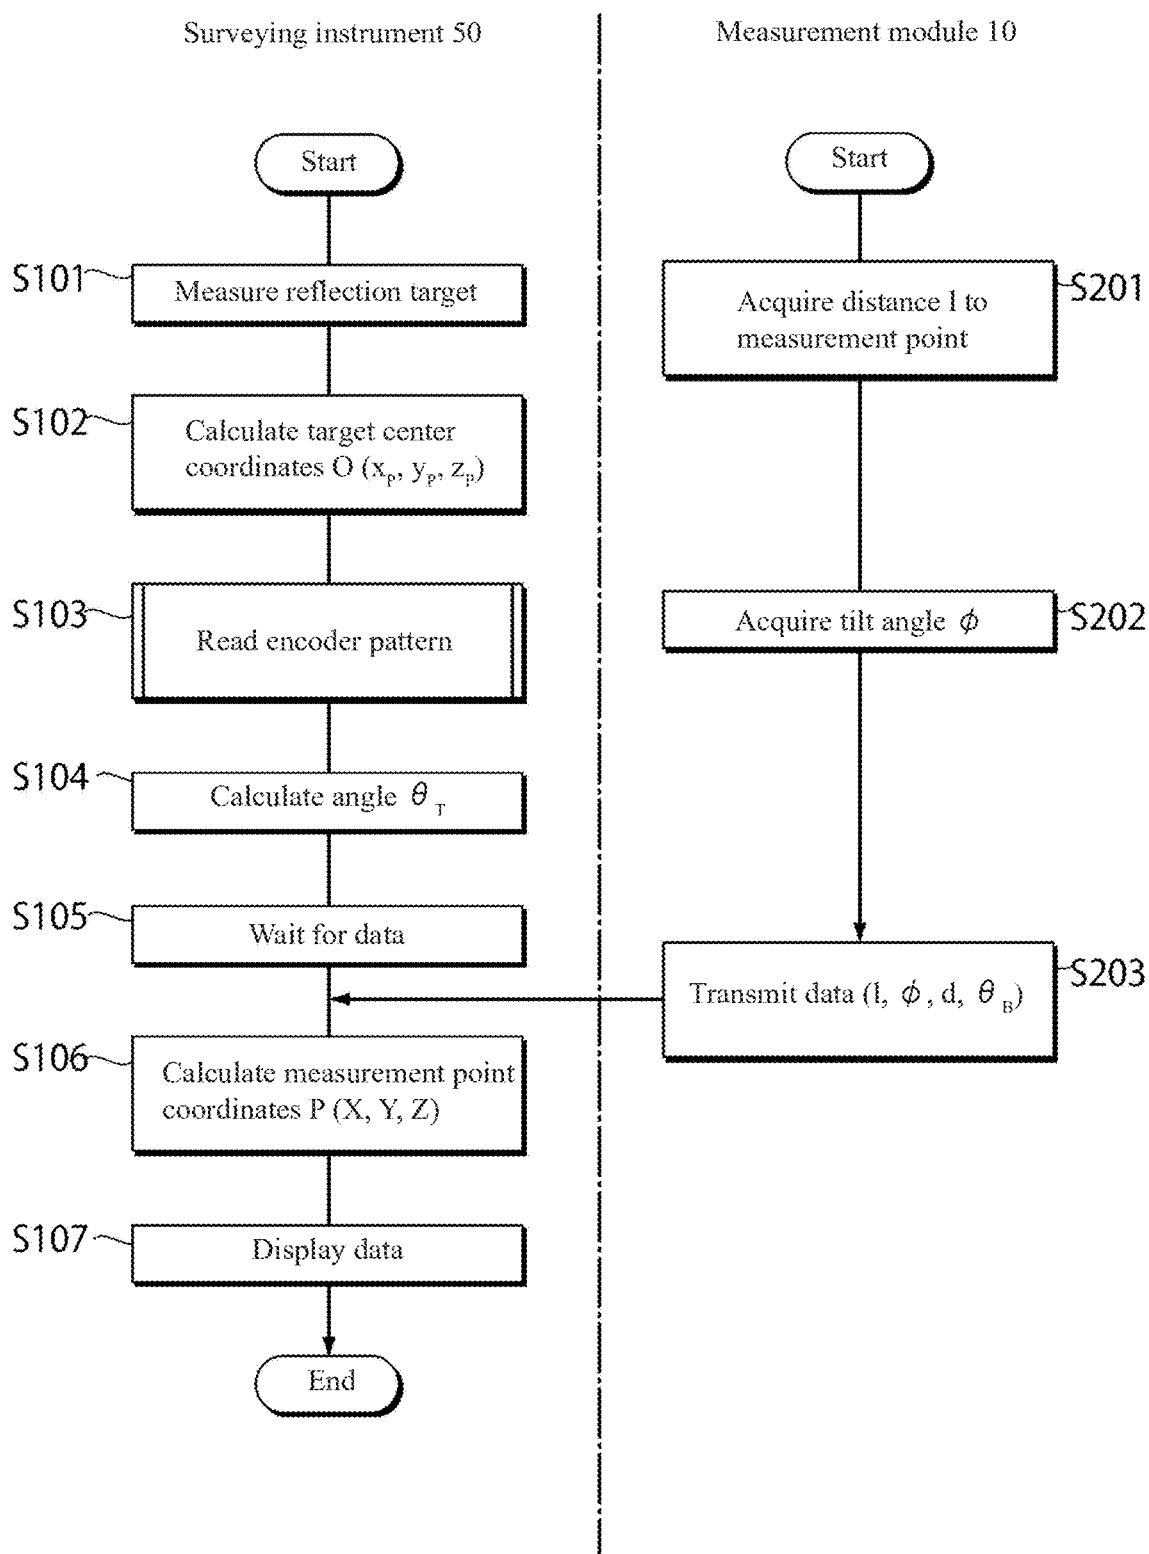 Surveying instrument 50
Start
S101
Measure reflection target
S102
Calculate target center
coordinates O (xP, yP, zP)
S103
Read encoder pattern
S104
Calculate angle θT
S105
Wait for data
S106
Calculate measurement point
coordinates P (X, Y, Z)
S107
Display data
End
Measurement module 10
Start
S201
Acquire distance l to
measurement point
S202
Acquire tilt angle ϕ
S203
Transmit data (l, ϕ, d, θB)